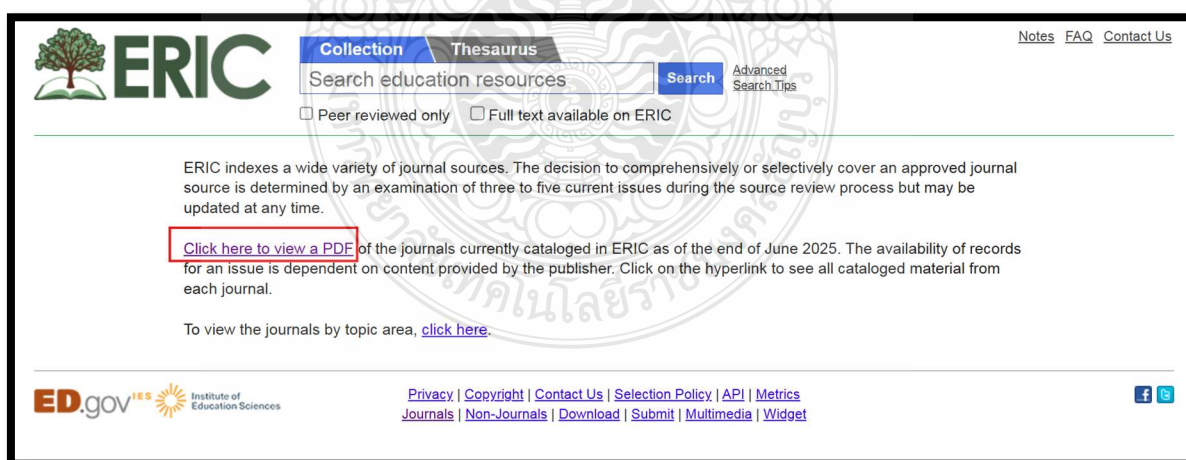 ERIC
Collection Thesaurus
Notes FAQ Contact Us
Search education resources Search Advanced
Search Tips
Peer reviewed only Full text available on ERIC
ERIC indexes a wide variety of journal sources. The decision to comprehensively or selectively cover an approved journal
source is determined by an examination of three to five current issues during the source review process but may be
updated at any time.
Click here to view a PDF of the journals currently cataloged in ERIC as of the end of June 2025. The availability of records
for an issue is dependent on content provided by the publisher. Click on the hyperlink to see all cataloged material from
each journal.
To view the journals by topic area, click here.
ED.gov IES Institute of
Education Sciences
Privacy | Copyright | Contact Us | Selection Policy | API | Metrics
Journals | Non-Journals | Download | Submit | Multimedia | Widget